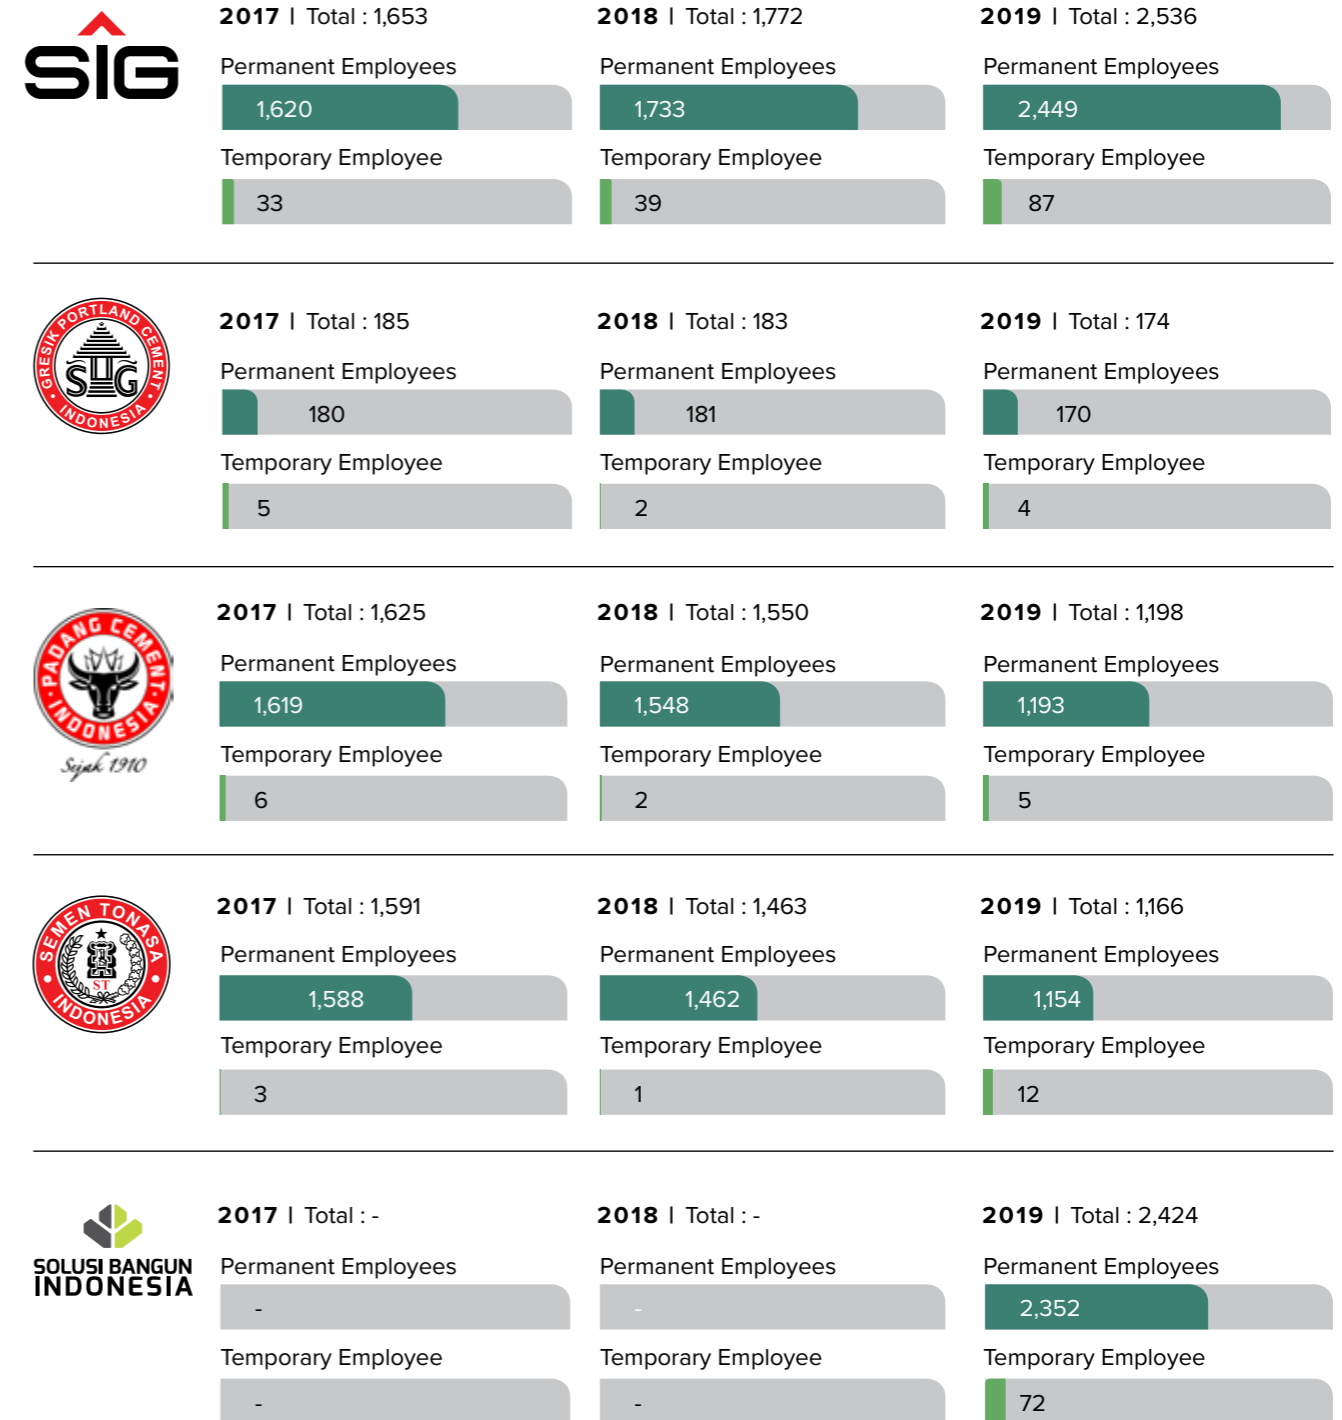 SIG
2017 | Total : 1,653
2018 | Total : 1,772
2019 | Total : 2,536
Permanent Employees
Permanent Employees
Permanent Employees
1,620
1,733
2,449
Temporary Employee
Temporary Employee
Temporary Employee
33
39
87
GRESIK PORTLAND CEMENT
SG
INDONESIA
2017 | Total : 185
2018 | Total : 183
2019 | Total : 174
Permanent Employees
Permanent Employees
Permanent Employees
180
181
170
Temporary Employee
Temporary Employee
Temporary Employee
5
2
4
PADANG CEMENT
INDONESIA
Sejak 1910
2017 | Total : 1,625
2018 | Total : 1,550
2019 | Total : 1,198
Permanent Employees
Permanent Employees
Permanent Employees
1,619
1,548
1,193
Temporary Employee
Temporary Employee
Temporary Employee
6
2
5
SEMEN TONASA
ST
INDONESIA
2017 | Total : 1,591
2018 | Total : 1,463
2019 | Total : 1,166
Permanent Employees
Permanent Employees
Permanent Employees
1,588
1,462
1,154
Temporary Employee
Temporary Employee
Temporary Employee
3
1
12
SOLUSI BANGUN
INDONESIA
2017 | Total : -
2018 | Total : -
2019 | Total : 2,424
Permanent Employees
Permanent Employees
Permanent Employees
-
-
2,352
Temporary Employee
Temporary Employee
Temporary Employee
-
-
72